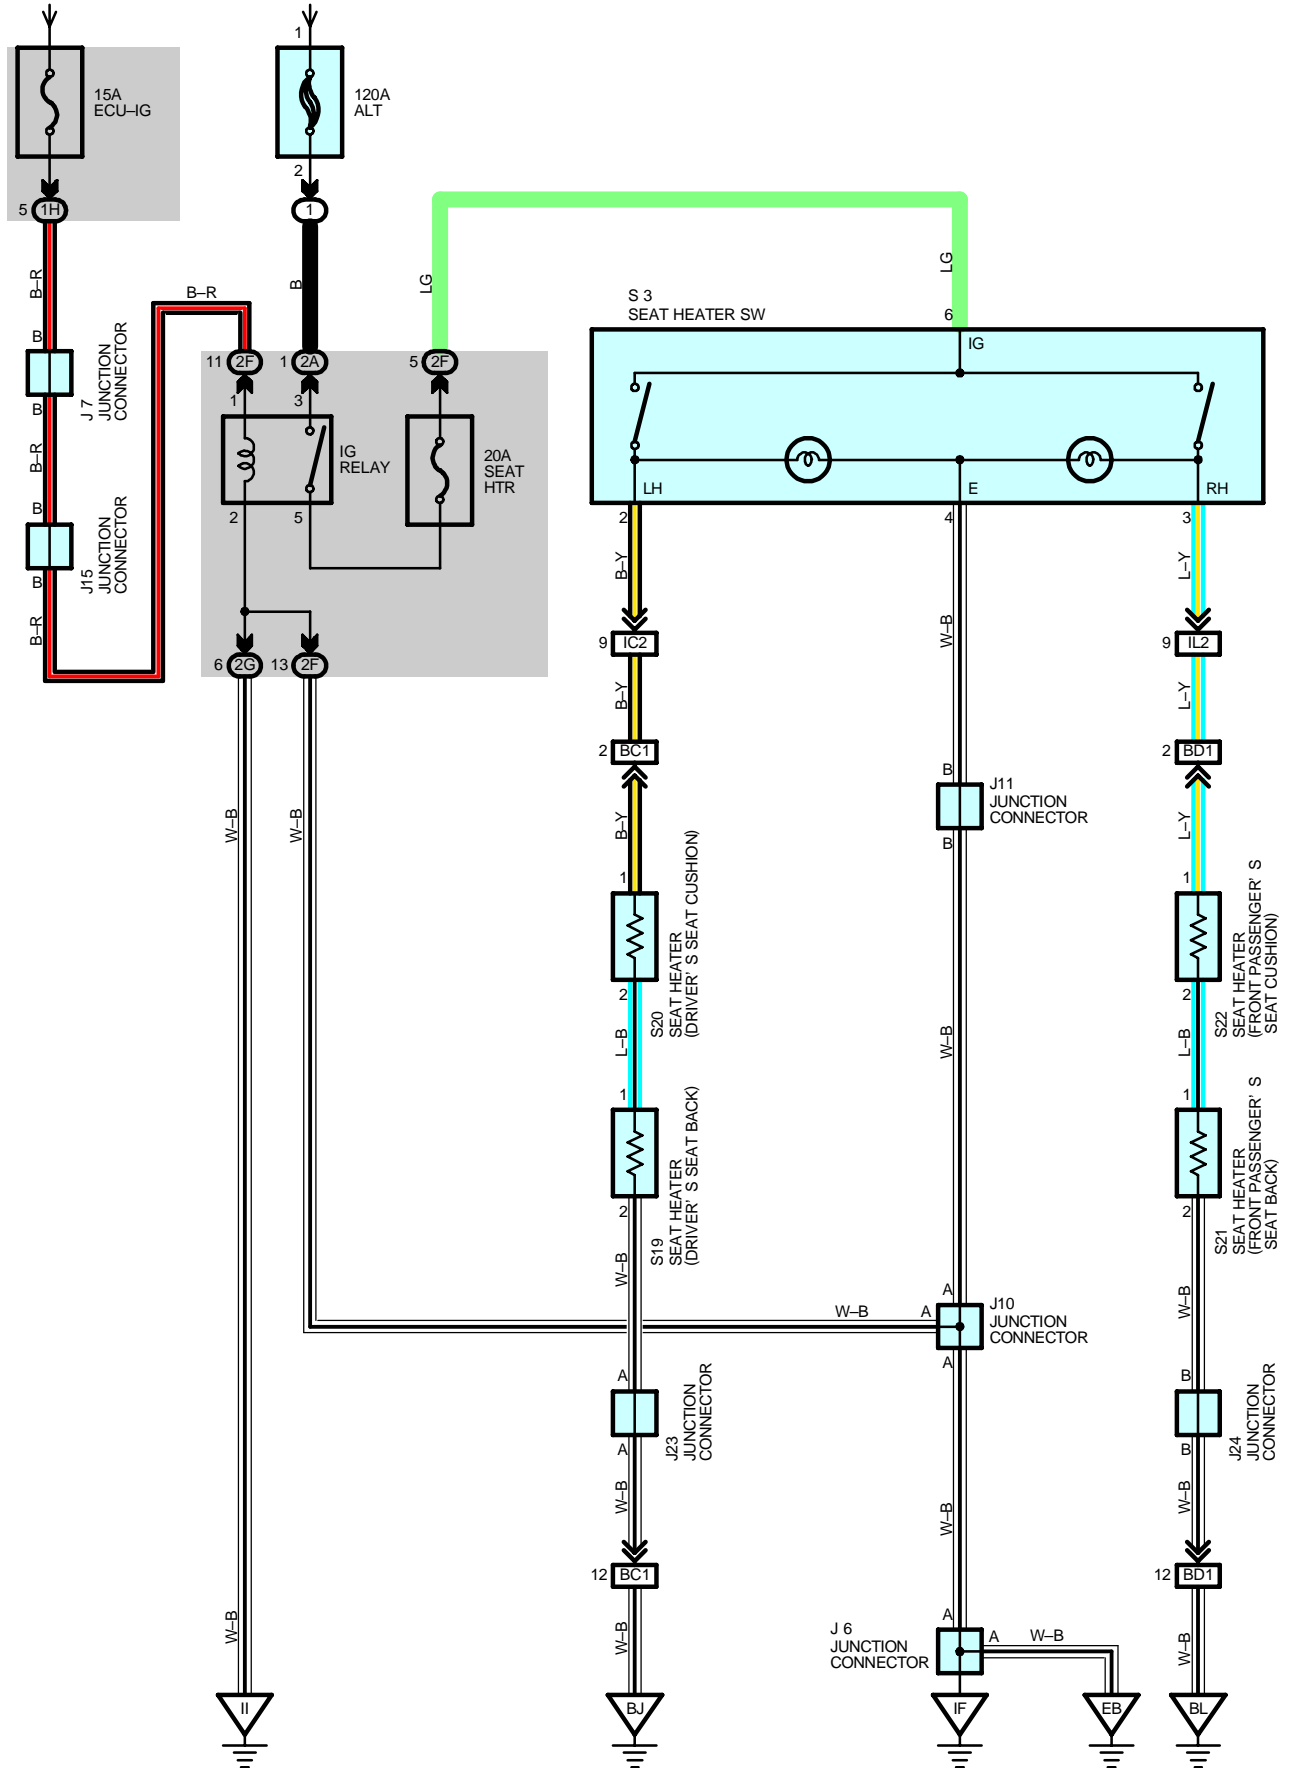 1
15A
ECU–IG
120A
ALT
2
5 1H
1
B–R
B
LG
LG
B–R
S 3
SEAT HEATER SW
6
IG
B
J 7
JUNCTION
CONNECTOR
B
11 2F
1 2A
5 2F
1
3
IG
RELAY
20A
SEAT
HTR
B–R
B
J15
JUNCTION
CONNECTOR
B
2
5
LH
E
RH
2
4
3
B–R
B–Y
W–B
L–Y
9 IC2
9 IL2
6 2G
13 2F
B–Y
L–Y
2 BC1
2 BD1
B
J11
JUNCTION
CONNECTOR
B
W–B
W–B
B–Y
L–Y
1
S20
SEAT HEATER
(DRIVER' S SEAT CUSHION)
2
1
S22
SEAT HEATER
(FRONT PASSENGER' S
SEAT CUSHION)
2
L–B
W–B
L–B
1
S19
SEAT HEATER
(DRIVER' S SEAT BACK)
2
1
S21
SEAT HEATER
(FRONT PASSENGER' S
SEAT BACK)
2
W–B
W–B
W–B
A
A
J10
JUNCTION
CONNECTOR
A
A
J23
JUNCTION
CONNECTOR
A
B
J24
JUNCTION
CONNECTOR
B
W–B
W–B
W–B
12 BC1
12 BD1
W–B
W–B
W–B
A
J 6
JUNCTION
CONNECTOR
A
W–B
II
BJ
IF
EB
BL